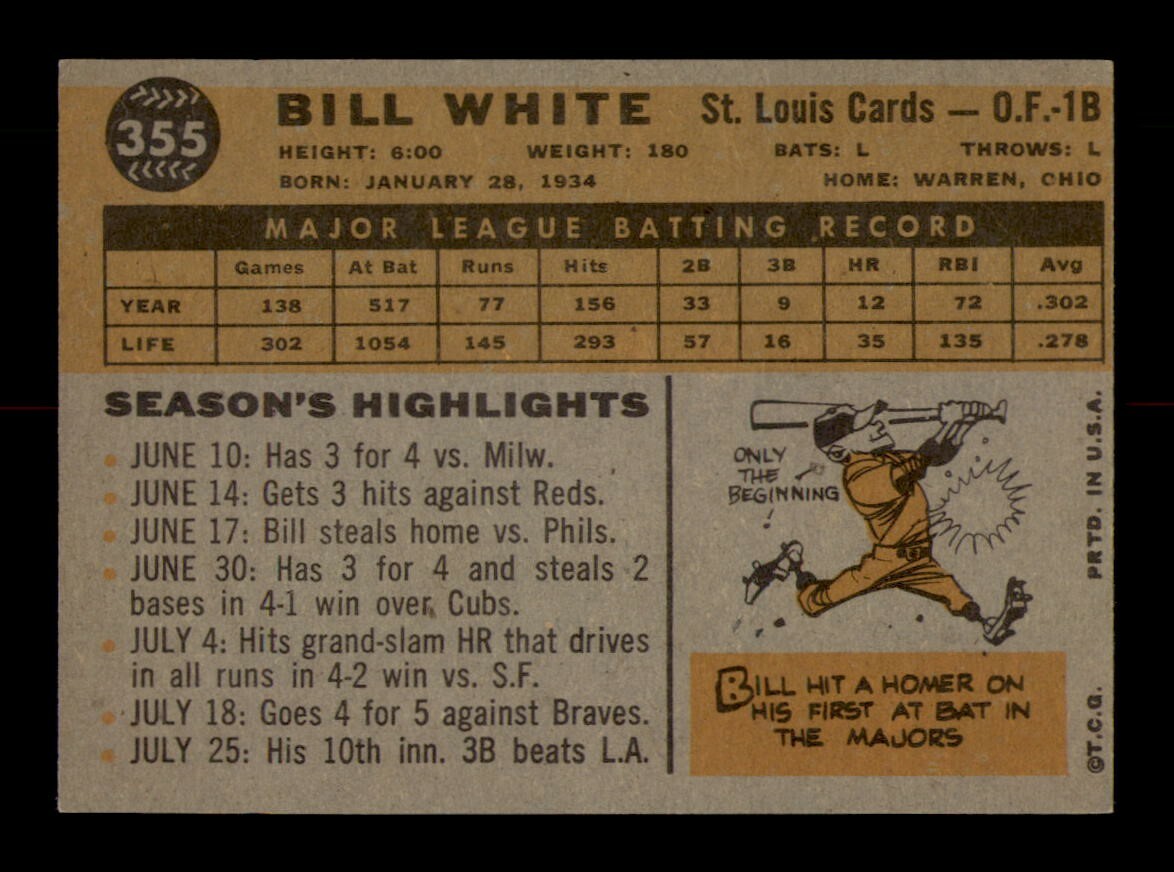 355
BILL WHITE St. Louis Cards — O.F.-1B
HEIGHT: 6:00 WEIGHT: 180 BATS: L THROWS: L
BORN: JANUARY 28, 1934 HOME: WARREN, OHIO
MAJOR LEAGUE BATTING RECORD
Games At Bat Runs Hits 2B 3B HR RBI Avg
YEAR 138 517 77 156 33 9 12 72 .302
LIFE 302 1054 145 293 57 16 35 135 .278
SEASON'S HIGHLIGHTS
• JUNE 10: Has 3 for 4 vs. Milw.
• JUNE 14: Gets 3 hits against Reds.
• JUNE 17: Bill steals home vs. Phils.
• JUNE 30: Has 3 for 4 and steals 2
bases in 4-1 win over Cubs.
• JULY 4: Hits grand-slam HR that drives
in all runs in 4-2 win vs. S.F.
• JULY 18: Goes 4 for 5 against Braves.
• JULY 25: His 10th inn. 3B beats L.A.
ONLY
THE
BEGINNING
!
BILL HIT A HOMER ON
HIS FIRST AT BAT IN
THE MAJORS
©T.C.G. PRTD. IN U.S.A.